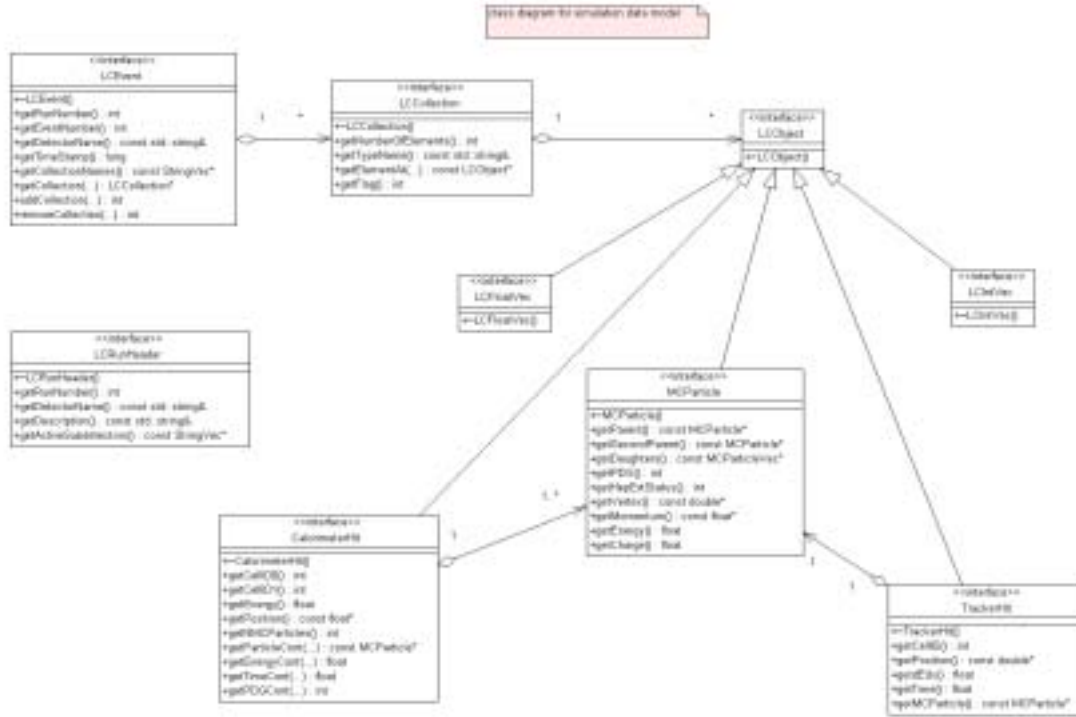 class diagram for simulation data model
<<interface>>
LCEvent
+~LCEvent()
+getRunNumber() : int
+getEventNumber() : int
+getDetectorName() : const std::string&
+getTimeStamp() : long
+getCollectionNames() : const StringVec*
+getCollection(...) : LCCollection*
+addCollection(...) : int
+removeCollection(...) : int
1
*
<<interface>>
LCCollection
+~LCCollection()
+getNumberOfElements() : int
+getTypeName() : const std::string&
+getElementAt(...) : const LCObject*
+getFlag() : int
1
*
<<interface>>
LCObject
+~LCObject()
<<interface>>
LCFloatVec
+~LCFloatVec()
<<interface>>
LCIntVec
+~LCIntVec()
<<interface>>
LCRunHeader
+~LCRunHeader()
+getRunNumber() : int
+getDetectorName() : const std::string&
+getDescription() : const std::string&
+getActiveSubdetectors() : const StringVec*
<<interface>>
MCParticle
+~MCParticle()
+getParent() : const MCParticle*
+getSecondParent() : const MCParticle*
+getDaughters() : const MCParticleVec*
+getPDG() : int
+getHepEvtStatus() : int
+getVertex() : const double*
+getMomentum() : const float*
+getEnergy() : float
+getCharge() : float
1
1..*
<<interface>>
CalorimeterHit
+~CalorimeterHit()
+getCellID0() : int
+getCellID1() : int
+getEnergy() : float
+getPosition() : const float*
+getNMCParticles() : int
+getParticleCont(...) : const MCParticle*
+getEnergyCont(...) : float
+getTimeCont(...) : float
+getPDGCont(...) : int
1
1
<<interface>>
TrackerHit
+~TrackerHit()
+getCellID() : int
+getPosition() : const double*
+getdEdx() : float
+getTime() : float
+getMCParticle() : const MCParticle*